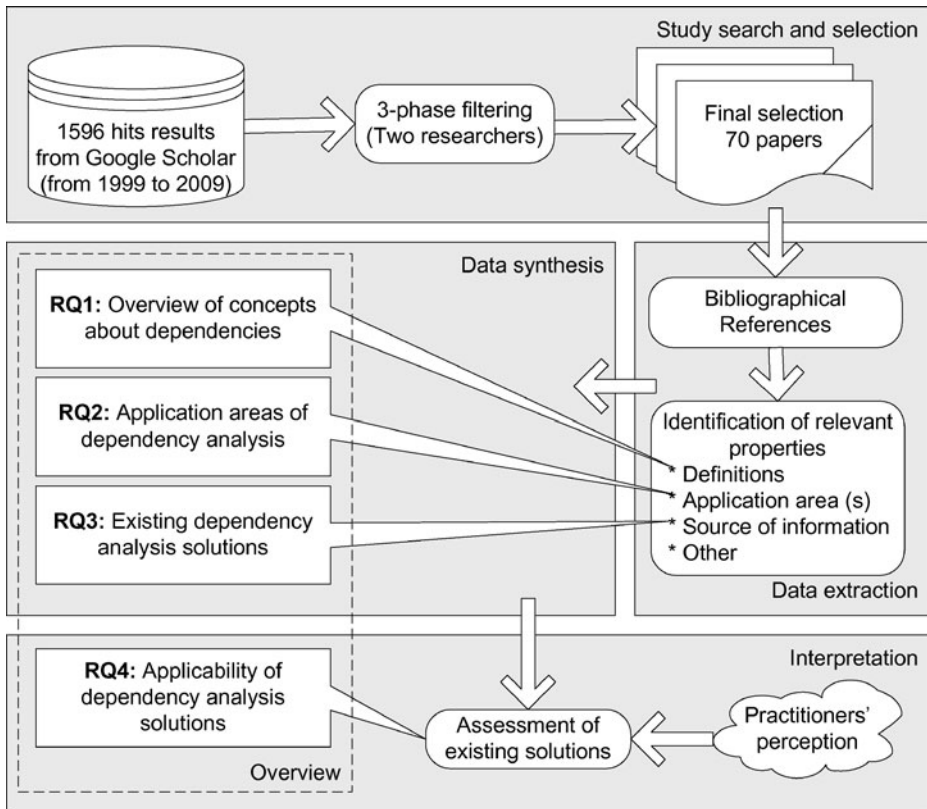 Study search and selection
1596 hits results
from Google Scholar
(from 1999 to 2009)
3-phase filtering
(Two researchers)
Final selection
70 papers
Data synthesis
RQ1: Overview of concepts
about dependencies
RQ2: Application areas of
dependency analysis
RQ3: Existing dependency
analysis solutions
Bibliographical
References
Identification of relevant
properties
* Definitions
* Application area (s)
* Source of information
* Other
Data extraction
Interpretation
RQ4: Applicability of
dependency analysis
solutions
Overview
Assessment of
existing solutions
Practitioners'
perception